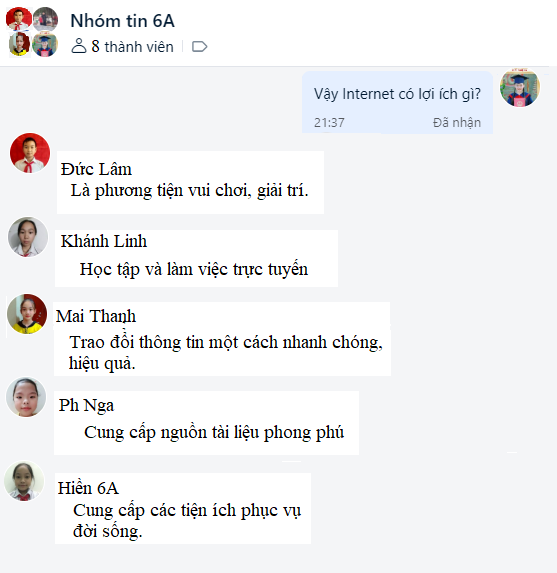 Nhóm tin 6A
8 thành viên
Vậy Internet có lợi ích gì?
21:37 Đã nhận
Đức Lâm
Là phương tiện vui chơi, giải trí.
Khánh Linh
Học tập và làm việc trực tuyến
Mai Thanh
Trao đổi thông tin một cách nhanh chóng,
hiệu quả.
Ph Nga
Cung cấp nguồn tài liệu phong phú
Hiền 6A
Cung cấp các tiện ích phục vụ
đời sống.